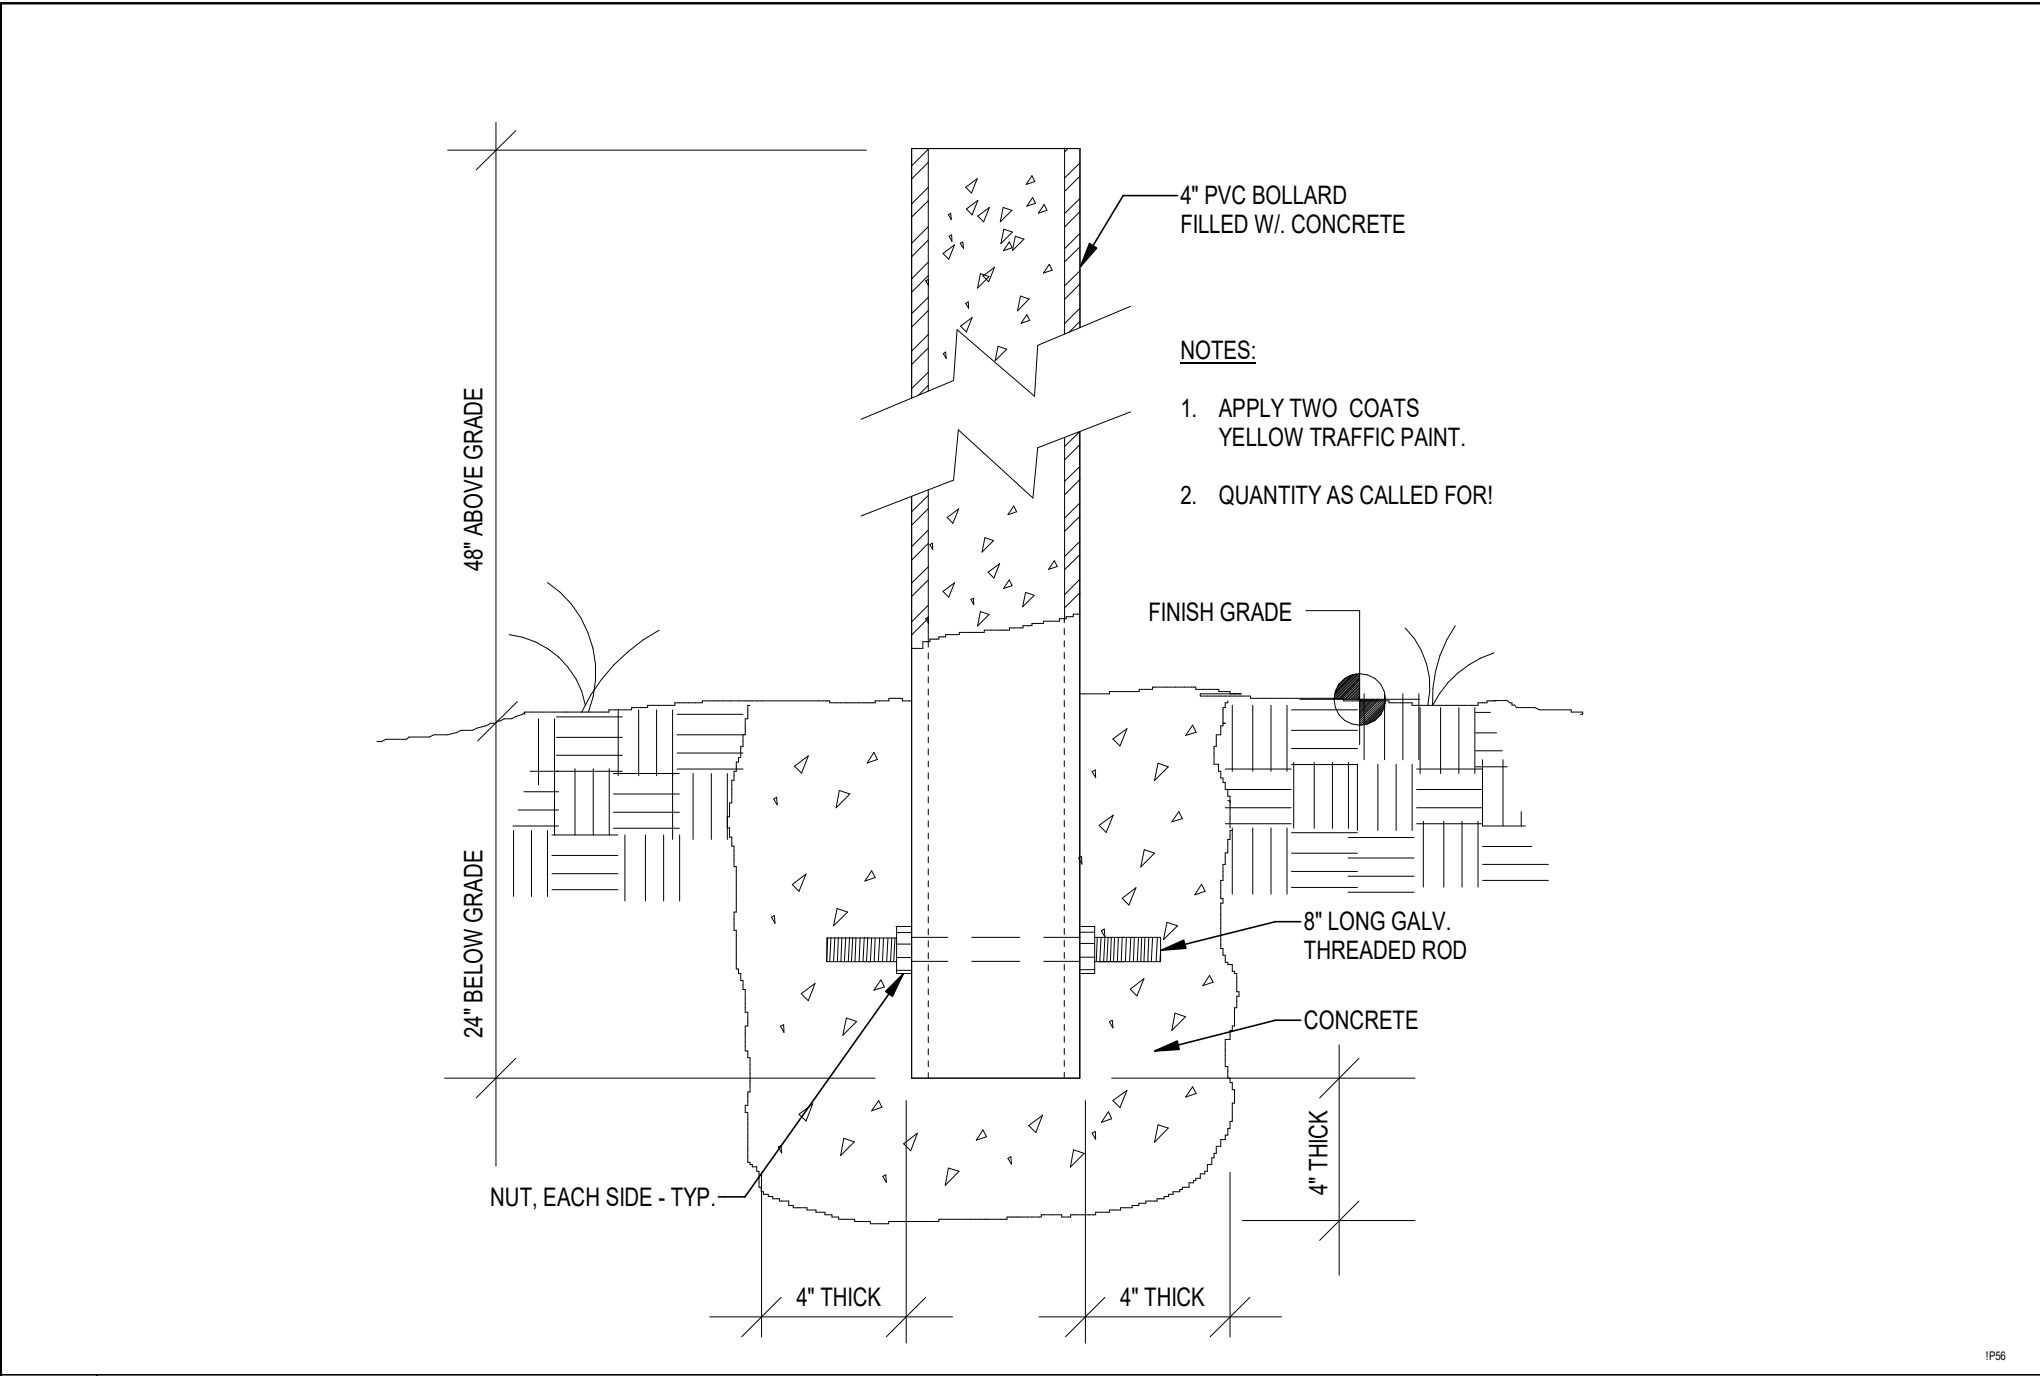 4" PVC BOLLARD
FILLED W/. CONCRETE
NOTES:
1. APPLY TWO COATS
YELLOW TRAFFIC PAINT.
2. QUANTITY AS CALLED FOR!
48" ABOVE GRADE
FINISH GRADE
24" BELOW GRADE
8" LONG GALV.
THREADED ROD
CONCRETE
4" THICK
NUT, EACH SIDE - TYP.
4" THICK
4" THICK
!P56